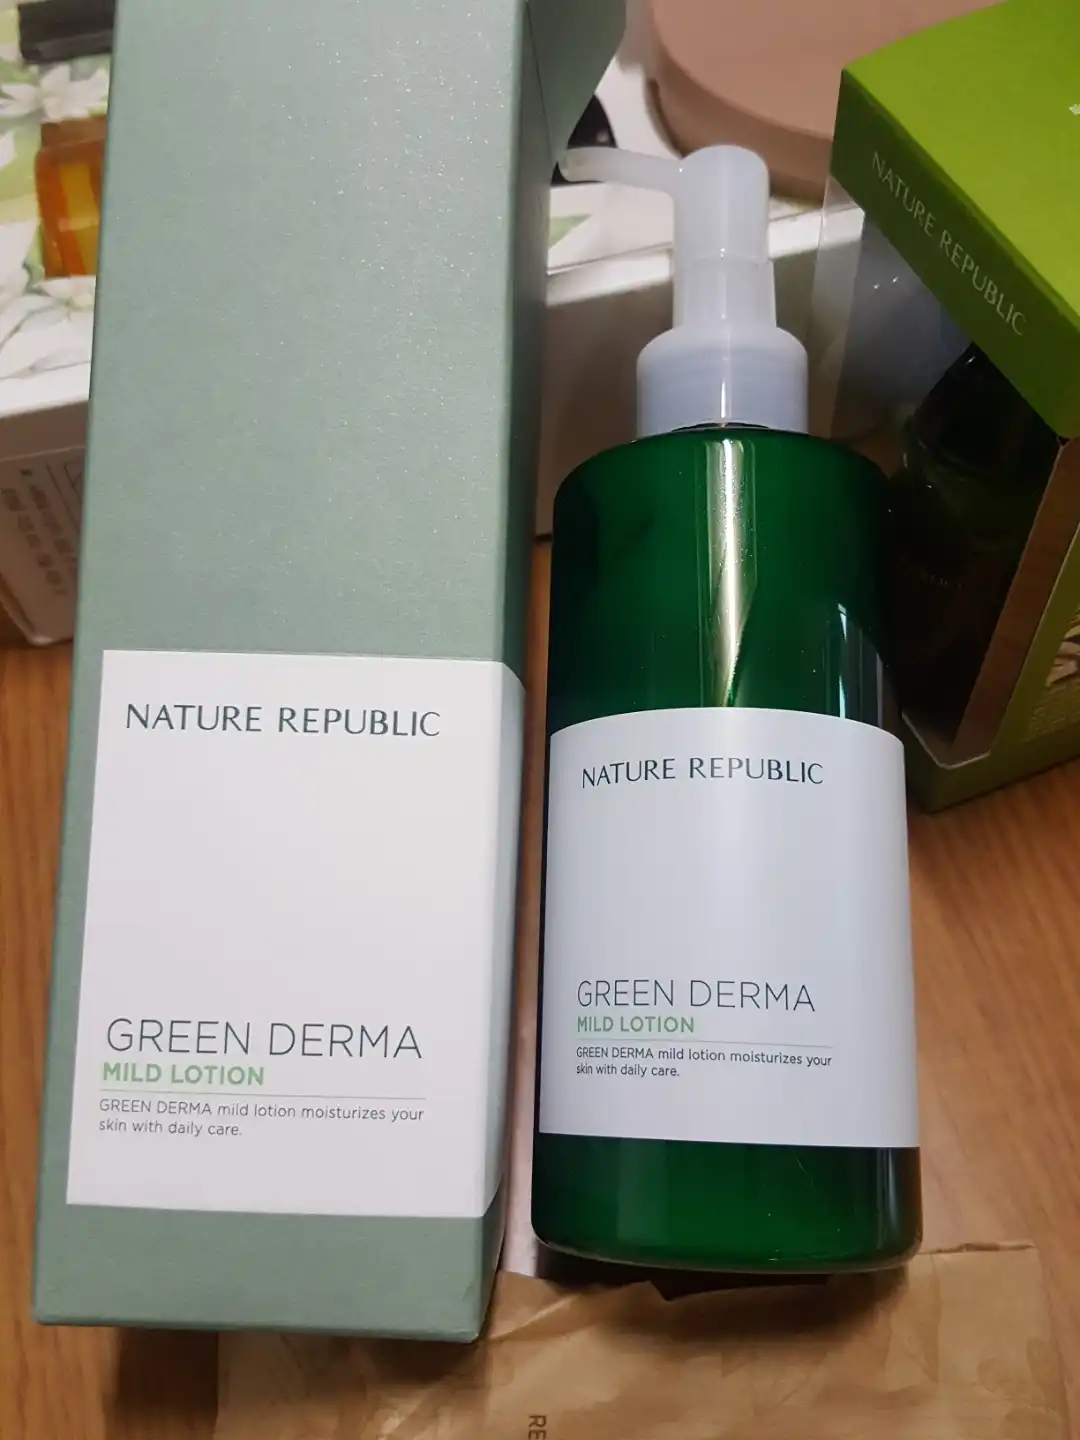 NATURE REPUBLIC
GREEN DERMA
MILD LOTION
GREEN DERMA mild lotion moisturizes your
skin with daily care.
NATURE REPUBLIC
GREEN DERMA
MILD LOTION
GREEN DERMA mild lotion moisturizes your
skin with daily care.
NATURE REPUBLIC
RE